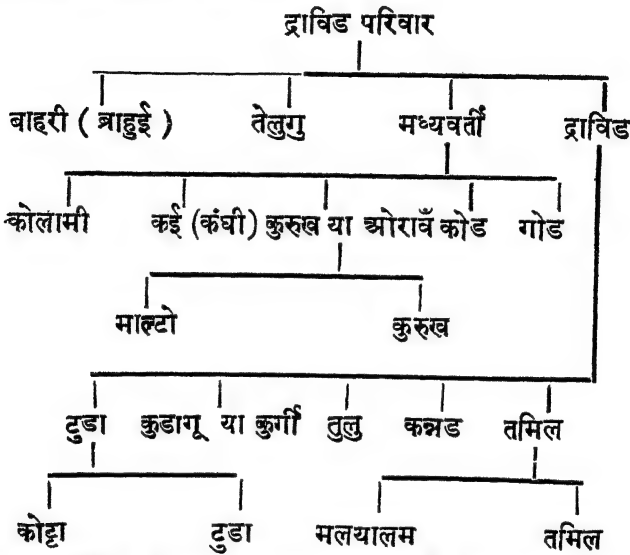 द्राविड परिवार
बाहरी ( ब्राहुई ) तेलुगु मध्यवर्ती द्राविड
कोलामी कई (कंघी) कुरुख या ओरावँ कोड गोड
माल्टो कुरुख
टुडा कुडागू या कुर्गी तुलु कन्नड तमिल
कोट्टा टुडा मलयालम तमिल